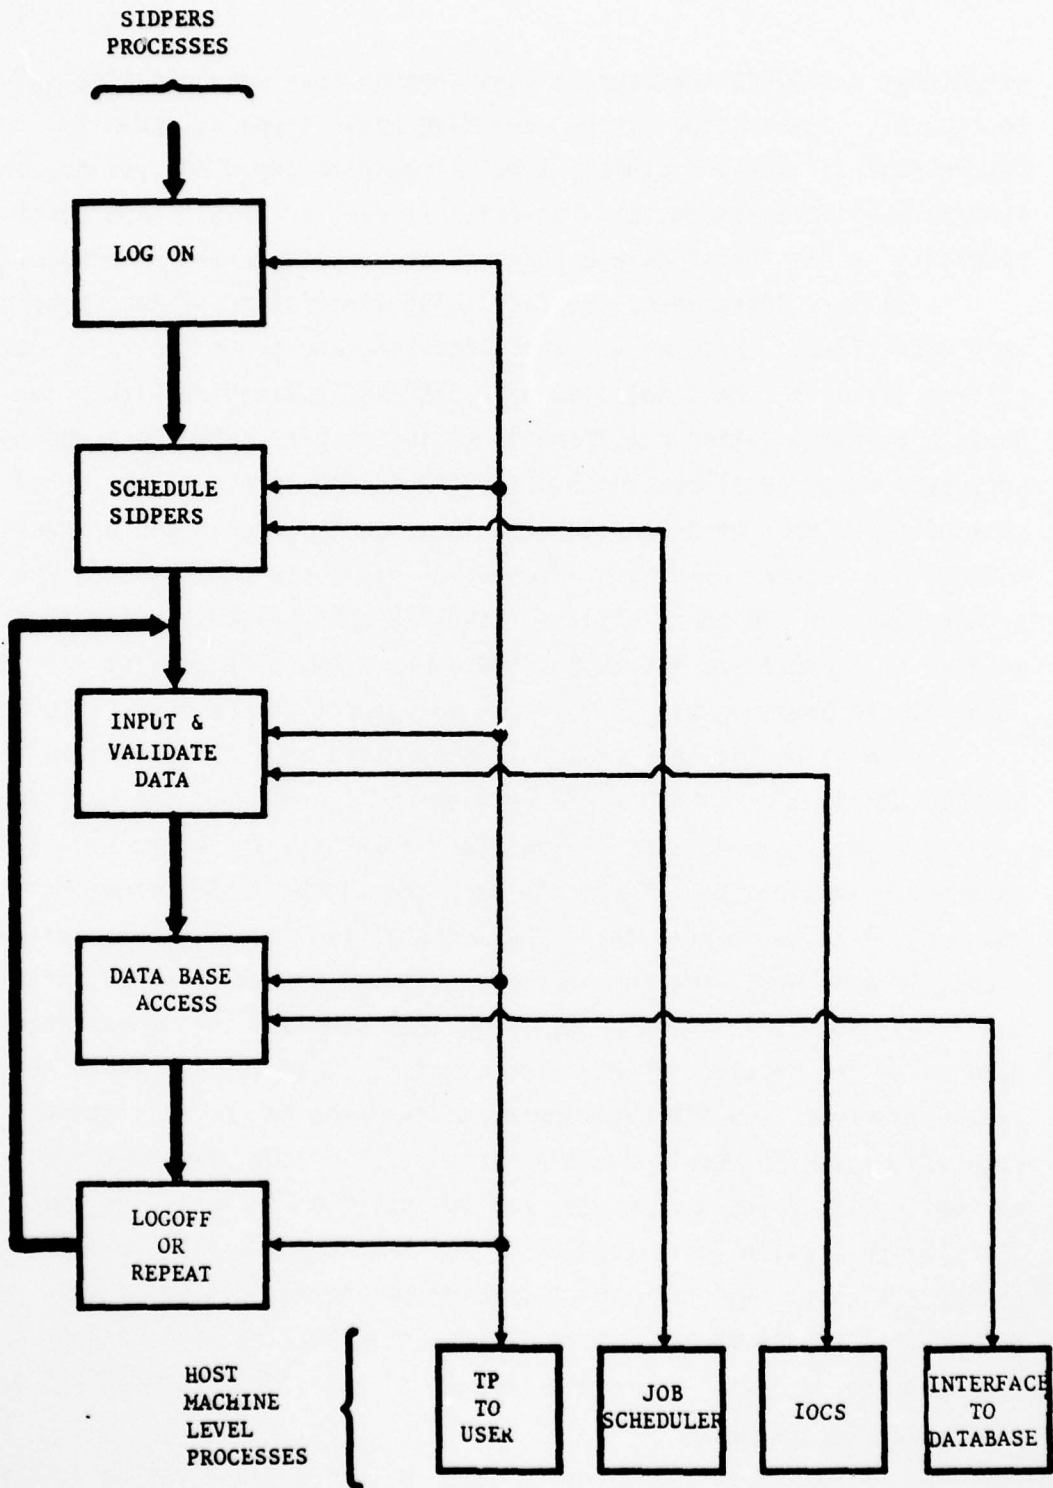 SIDPERS
PROCESSES
LOG ON
SCHEDULE
SIDPERS
INPUT &
VALIDATE
DATA
DATA BASE
ACCESS
LOGOFF
OR
REPEAT
HOST
MACHINE
LEVEL
PROCESSES
TP
TO
USER
JOB
SCHEDULER
IOCS
INTERFACE
TO
DATABASE